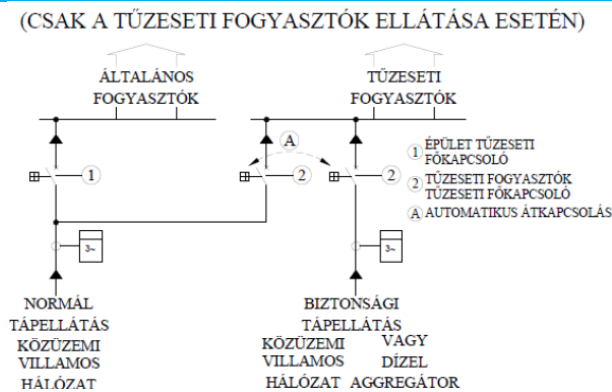 (CSAK A TŰZESETI FOGYASZTÓK ELLÁTÁSA ESETÉN)
ÁLTALÁNOS
FOGYASZTÓK
TŰZESETI
FOGYASZTÓK
A
1
2
2
1 ÉPÜLET TŰZESETI
FŐKAPCSOLÓ
2 TŰZESETI FOGYASZTÓK
TŰZESETI FŐKAPCSOLÓ
A AUTOMATIKUS ÁTKAPCSOLÁS
3~
3~
NORMÁL
TÁPELLÁTÁS
KÖZÜZEMI
VILLAMOS
HÁLÓZAT
BIZTONSÁGI
TÁPELLÁTÁS
KÖZÜZEMI
VILLAMOS
HÁLÓZAT
VAGY
DÍZEL
AGGREGÁTOR